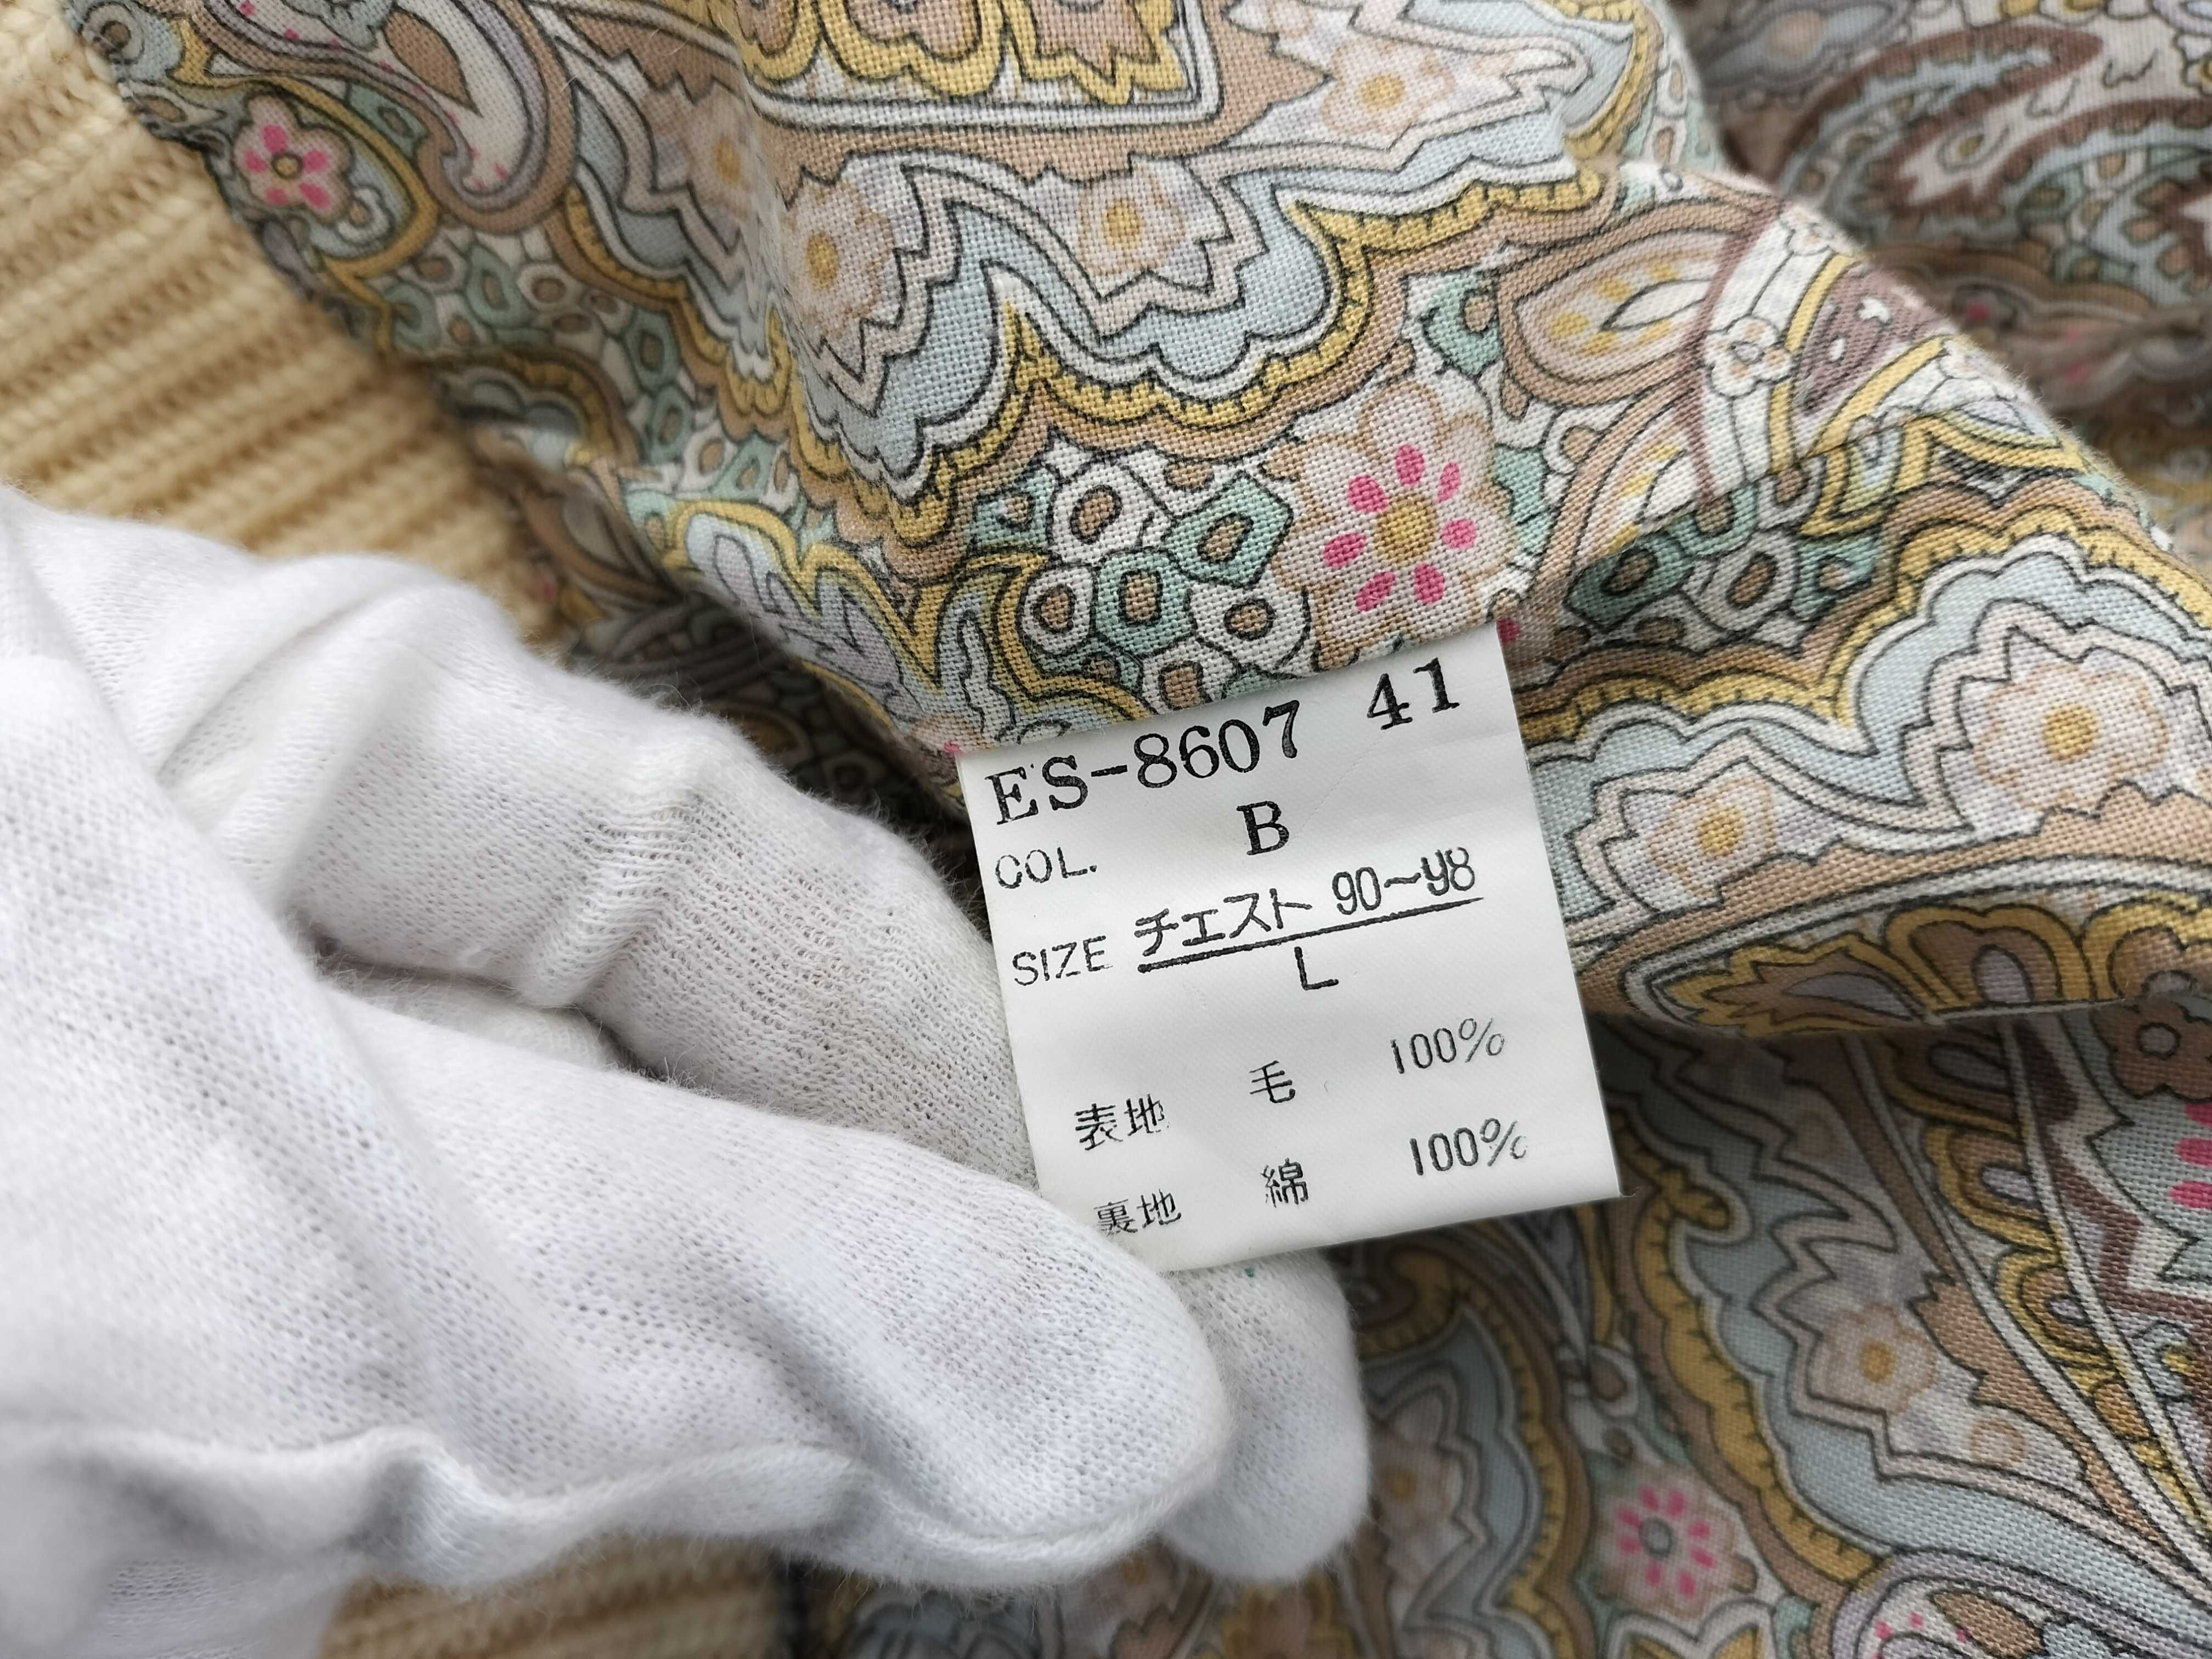 ES-8607 41
COL. B
SIZE チェスト 90~98
L
表地 毛 100%
裏地 綿 100%